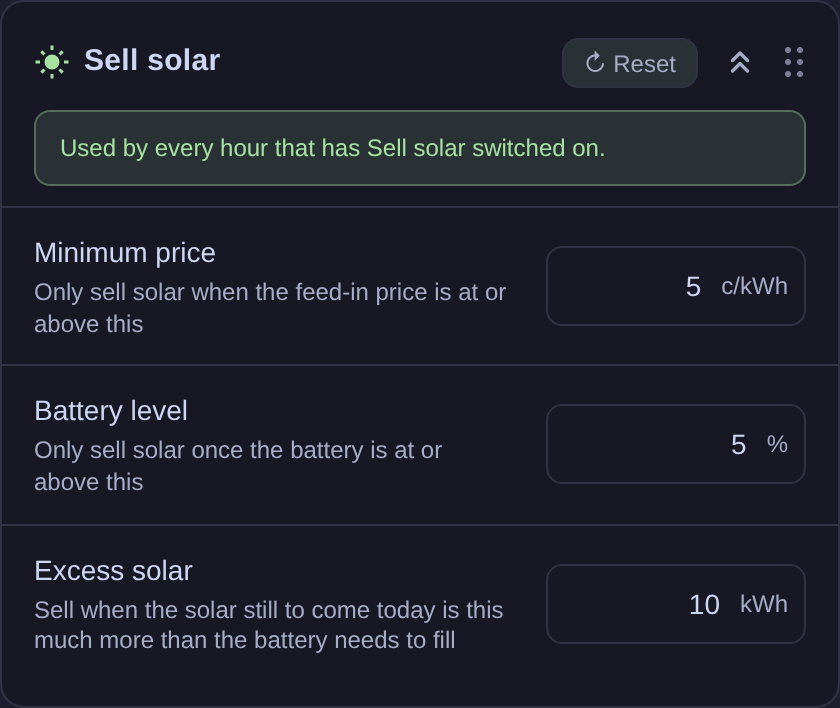 Sell solar
Reset
Used by every hour that has Sell solar switched on.
Minimum price
Only sell solar when the feed-in price is at or
above this
5 c/kWh
Battery level
Only sell solar once the battery is at or
above this
5 %
Excess solar
Sell when the solar still to come today is this
much more than the battery needs to fill
10 kWh